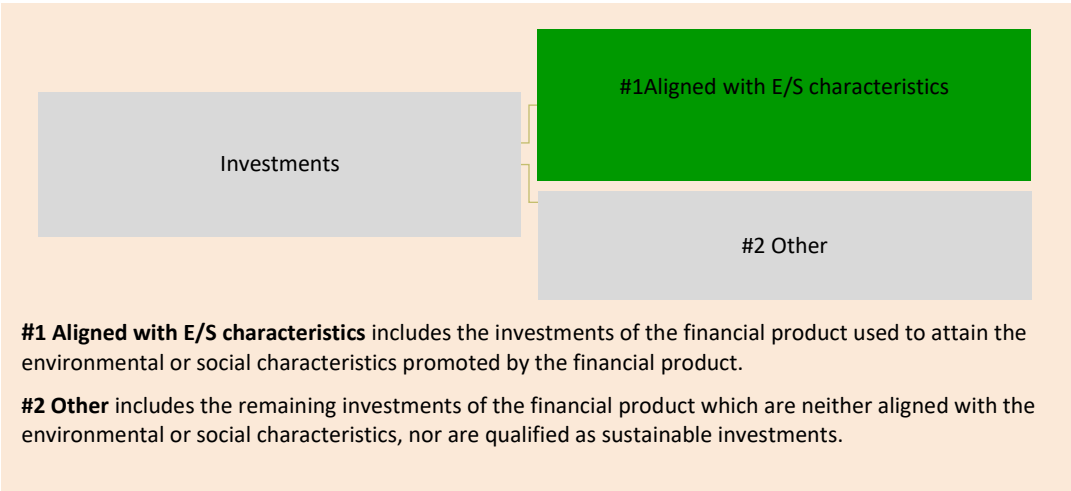 #1Aligned with E/S characteristics
Investments
#2 Other
#1 Aligned with E/S characteristics includes the investments of the financial product used to attain the
environmental or social characteristics promoted by the financial product.
#2 Other includes the remaining investments of the financial product which are neither aligned with the
environmental or social characteristics, nor are qualified as sustainable investments.